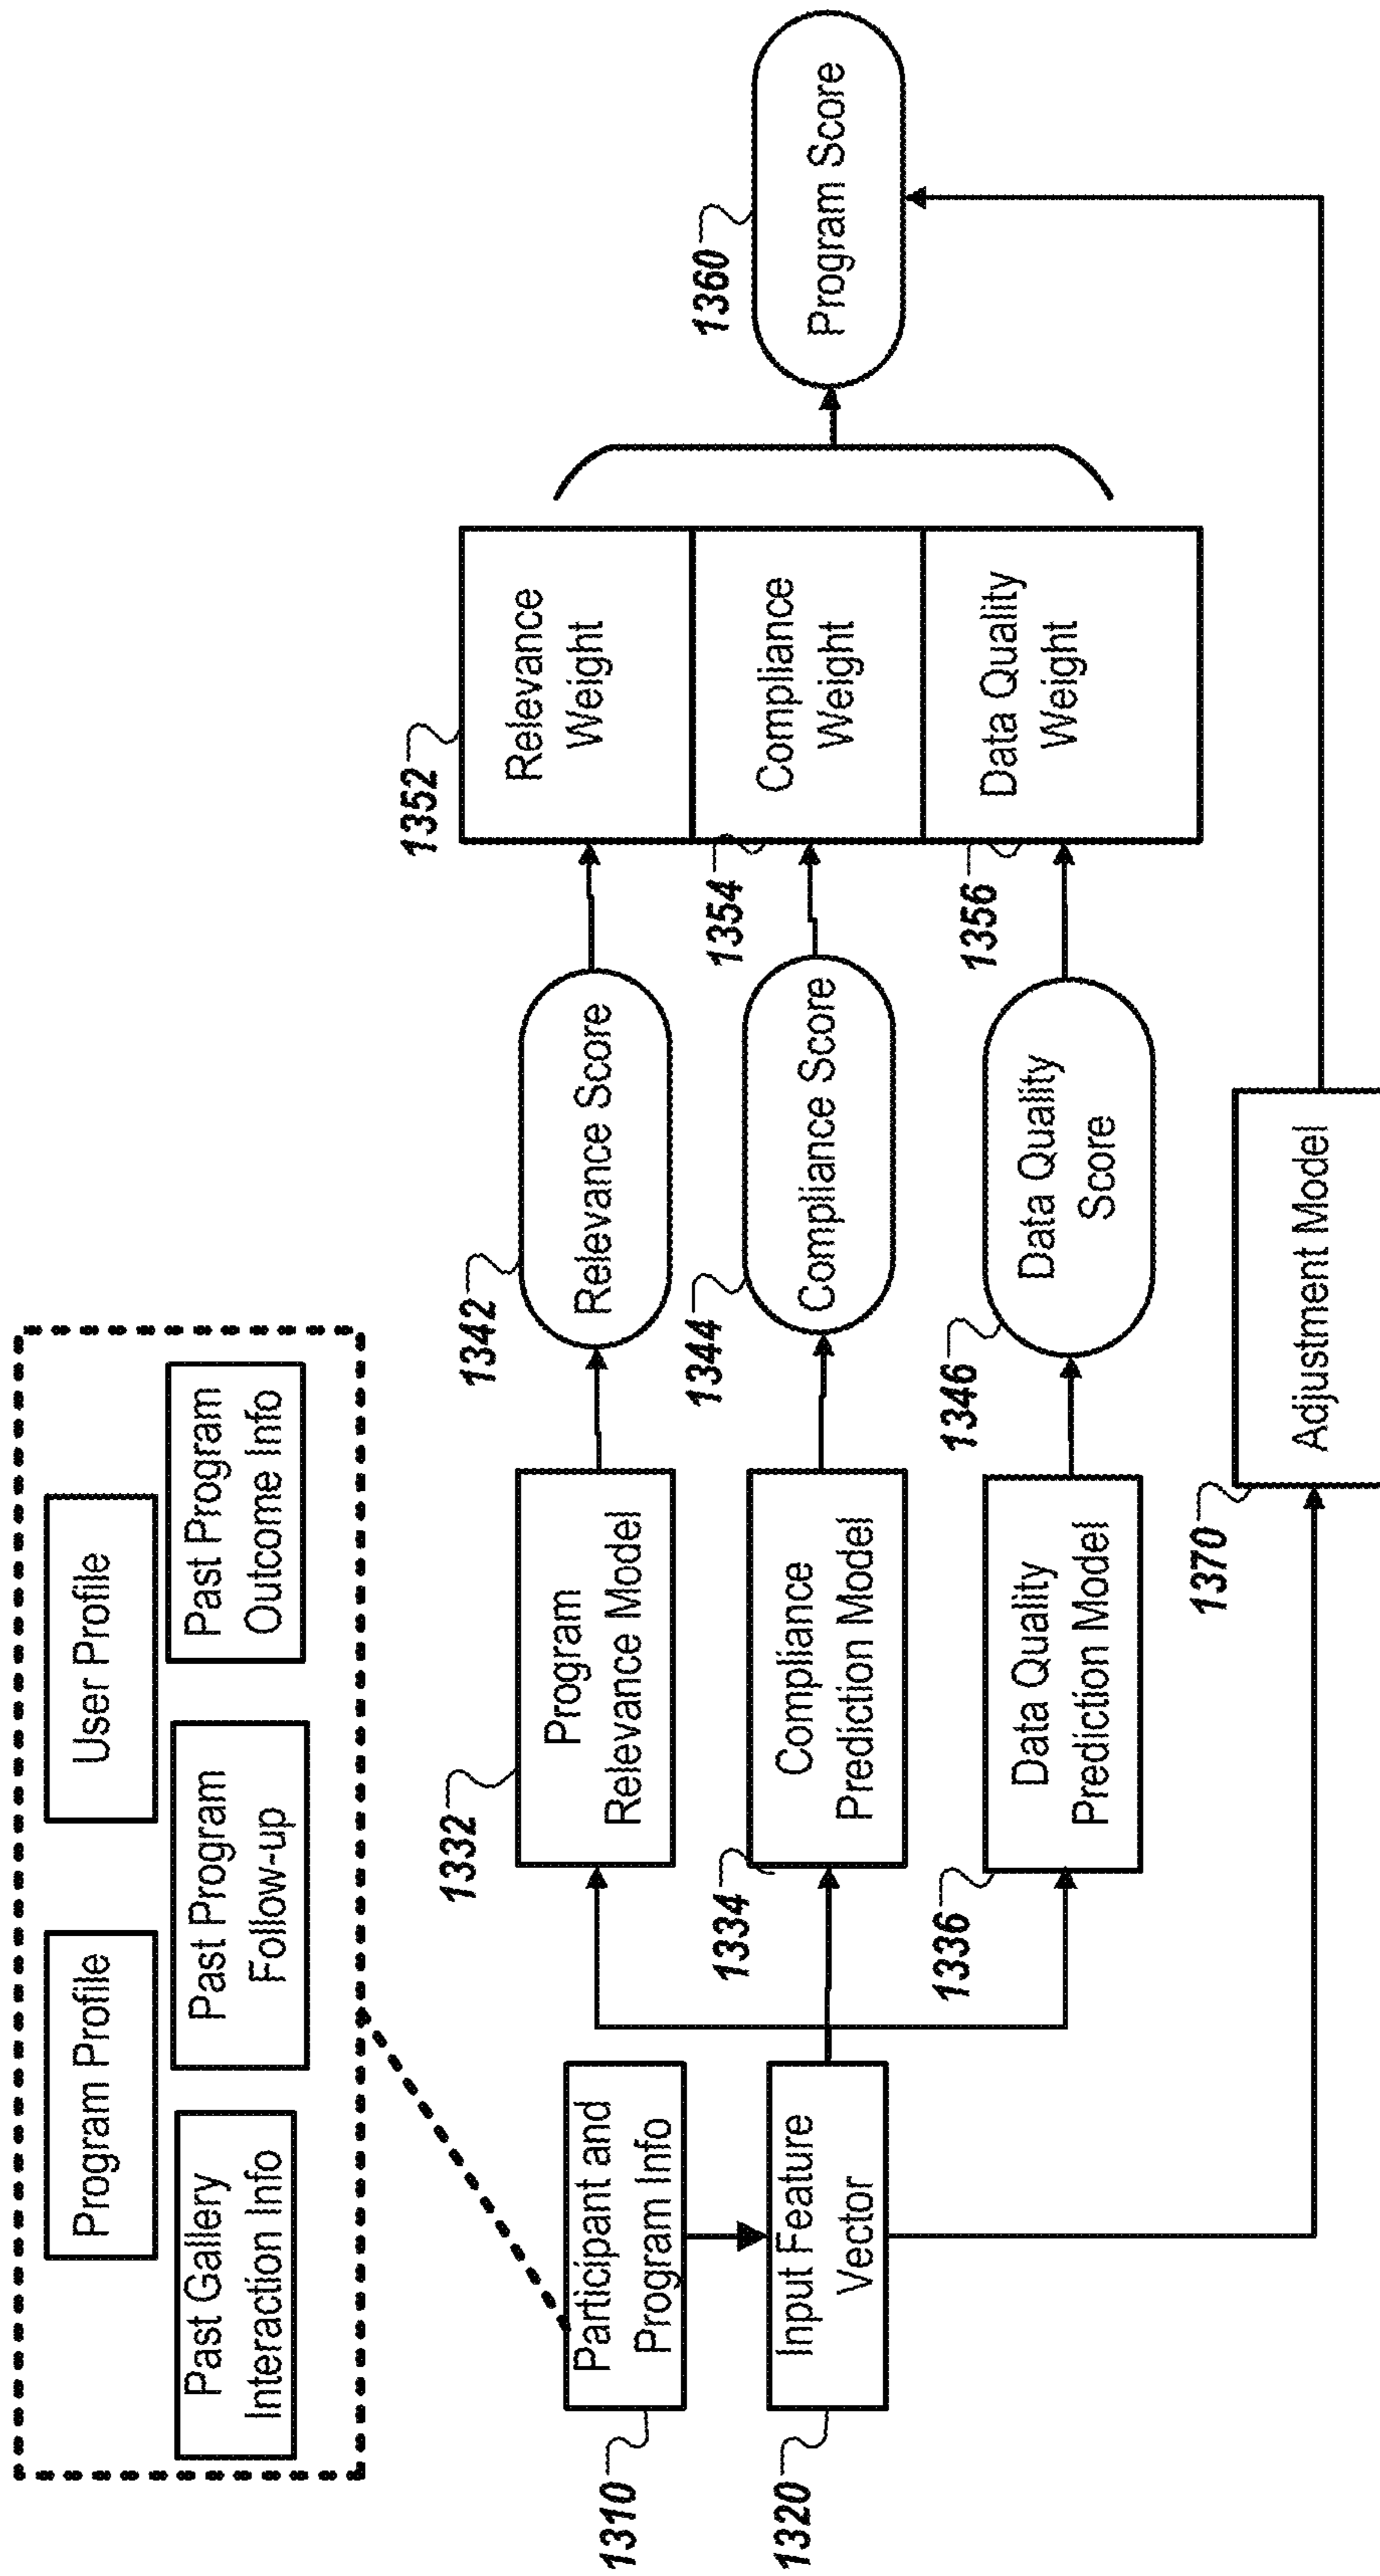 Program Profile
User Profile
Past Gallery
Interaction Info
Past Program
Follow-up
Past Program
Outcome Info
1310
Participant and
Program Info
1320
Input Feature
Vector
1332
Program
Relevance Model
1334
Compliance
Prediction Model
1336
Data Quality
Prediction Model
1342
Relevance Score
1344
Compliance Score
1346
Data Quality
Score
1352
Relevance
Weight
1354
Compliance
Weight
1356
Data Quality
Weight
1360
Program Score
1370
Adjustment Model